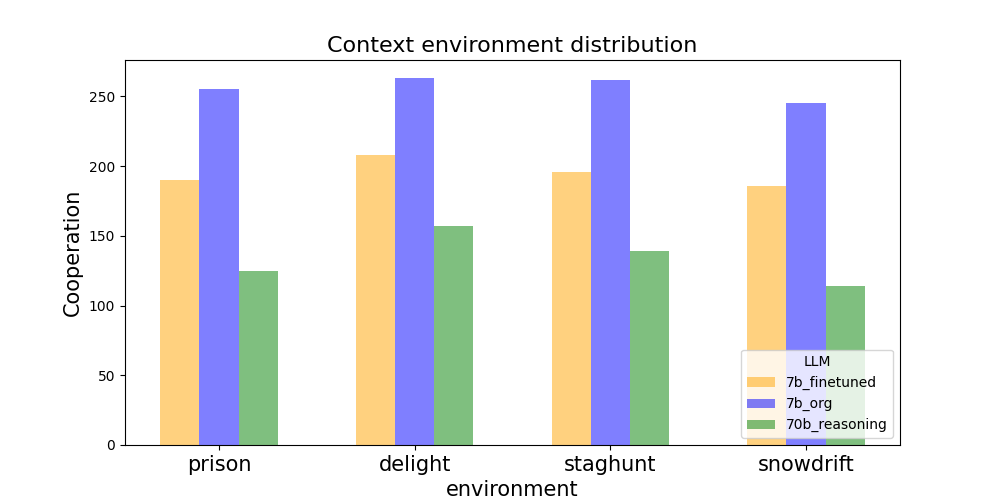 Context environment distribution
Cooperation
250
200
150
100
50
0
LLM
7b_finetuned
7b_org
70b_reasoning
prison delight staghunt snowdrift
environment